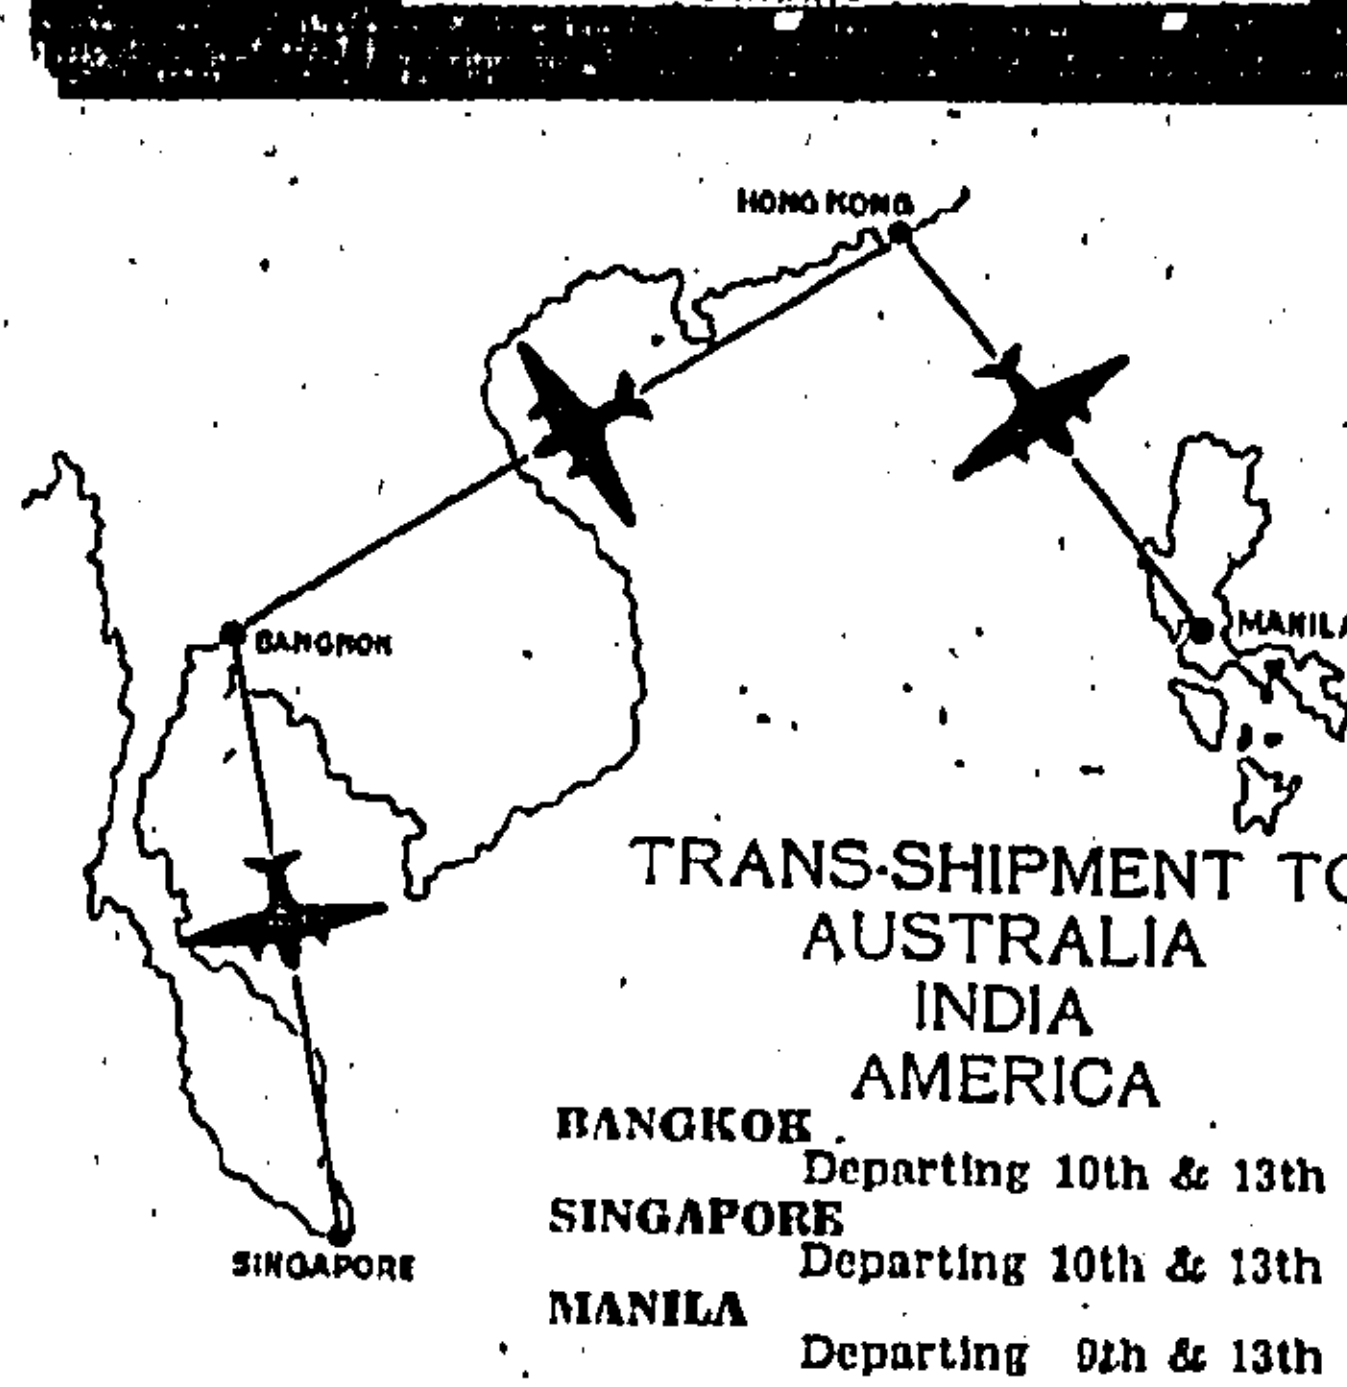 HONG KONG
BANGKOK
MANILA
TRANS-SHIPMENT TO
AUSTRALIA
INDIA
AMERICA
BANGKOK
Departing 10th & 13th
SINGAPORE
Departing 10th & 13th
SINGAPORE
MANILA
Departing 9th & 13th